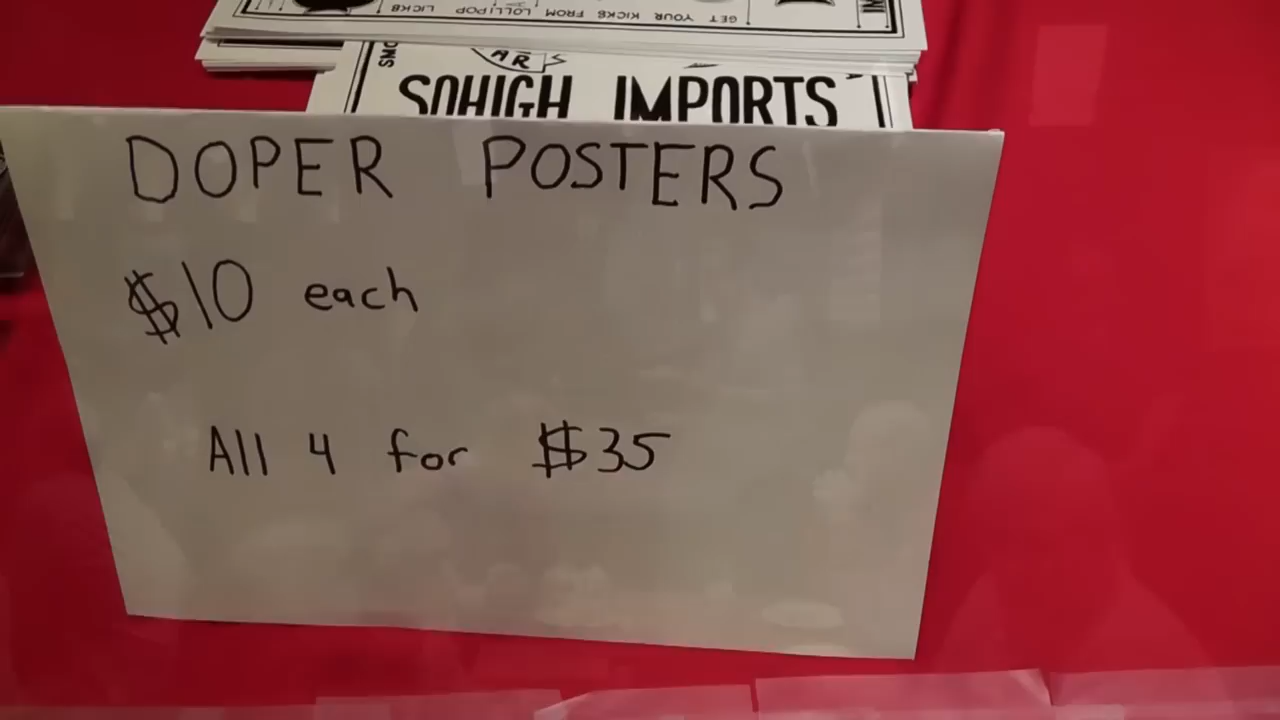 GET YOUR KICKS FROM LOLLIPOP LICKS
SOHIGH IMPORTS
DOPER POSTERS
$10 each
All 4 for $35